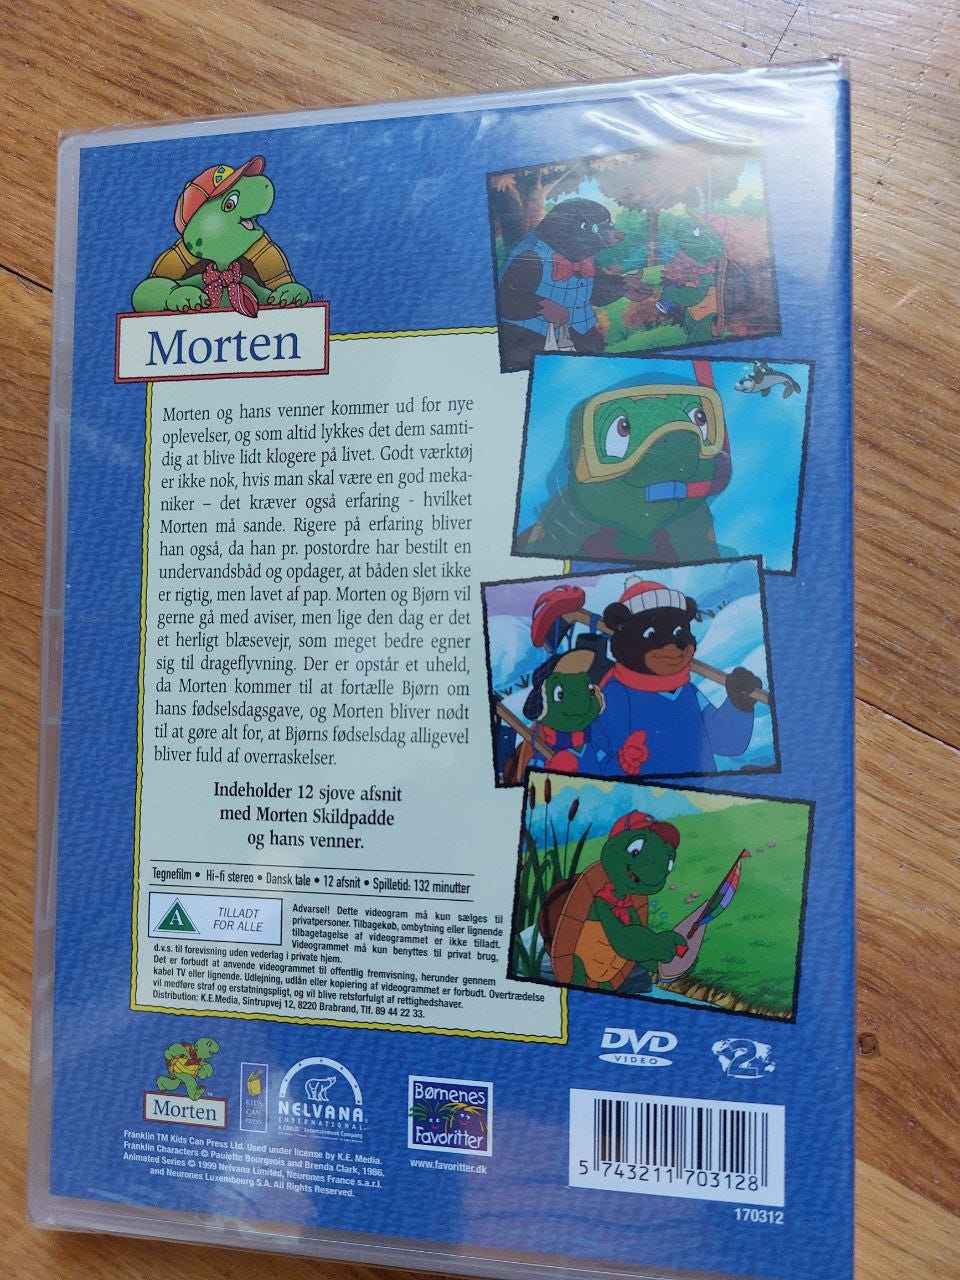 Morten
Morten og hans venner kommer ud for nye
oplevelser, og som altid lykkes det dem samti-
dig at blive lidt klogere på livet. Godt værktøj
er ikke nok, hvis man skal være en god meka-
niker – det kræver også erfaring - hvilket
Morten må sande. Rigere på erfaring bliver
han også, da han pr. postordre har bestilt en
undervandsbåd og opdager, at båden slet ikke
er rigtig, men lavet af pap. Morten og Bjørn vil
gerne gå med aviser, men lige den dag er det
et herligt blæsevejr, som meget bedre egner
sig til drageflyvning. Der er opstår et uheld,
da Morten kommer til at fortælle Bjørn om
hans fødselsdagsgave, og Morten bliver nødt
til at gøre alt for, at Bjørns fødselsdag alligevel
bliver fuld af overraskelser.
Indeholder 12 sjove afsnit
med Morten Skildpadde
og hans venner.
Tegnefilm • Hi-fi stereo • Dansk tale • 12 afsnit • Spilletid: 132 minutter
A
TILLADT
FOR ALLE
Advarsel! Dette videogram må kun sælges til
privatpersoner. Tilbagekøb, ombytning eller lignende
tilbagetagelse af videogrammet er ikke tilladt.
Videogrammet må kun benyttes til privat brug,
d.v.s. til forevisning uden vederlag i private hjem.
Det er forbudt at anvende videogrammet til offentlig fremvisning, herunder gennem
kabel TV eller lignende. Udlejning, udlån eller kopiering af videogrammet er forbudt. Overtrædelse
vil medføre straf og erstatningspligt, og vil blive retsforfulgt af rettighedshaver.
Distribution: K.E.Media, Sintrupvej 12, 8220 Brabrand, Tlf. 89 44 22 33.
DVD
VIDEO
2
Morten
KIDS
CAN
PRESS
NELVANA
INTERNATIONAL
A CORUS Entertainment Company
Børnenes
Favoritter
www.favoritter.dk
Franklin TM Kids Can Press Ltd. Used under license by K.E. Media.
Franklin Characters © Paulette Bourgeois and Brenda Clark, 1986.
Animated Series © 1999 Nelvana Limited, Neurones France s.a.r.l.
and Neurones Luxembourg S.A. All Rights Reserved.
5 743211 703128
170312